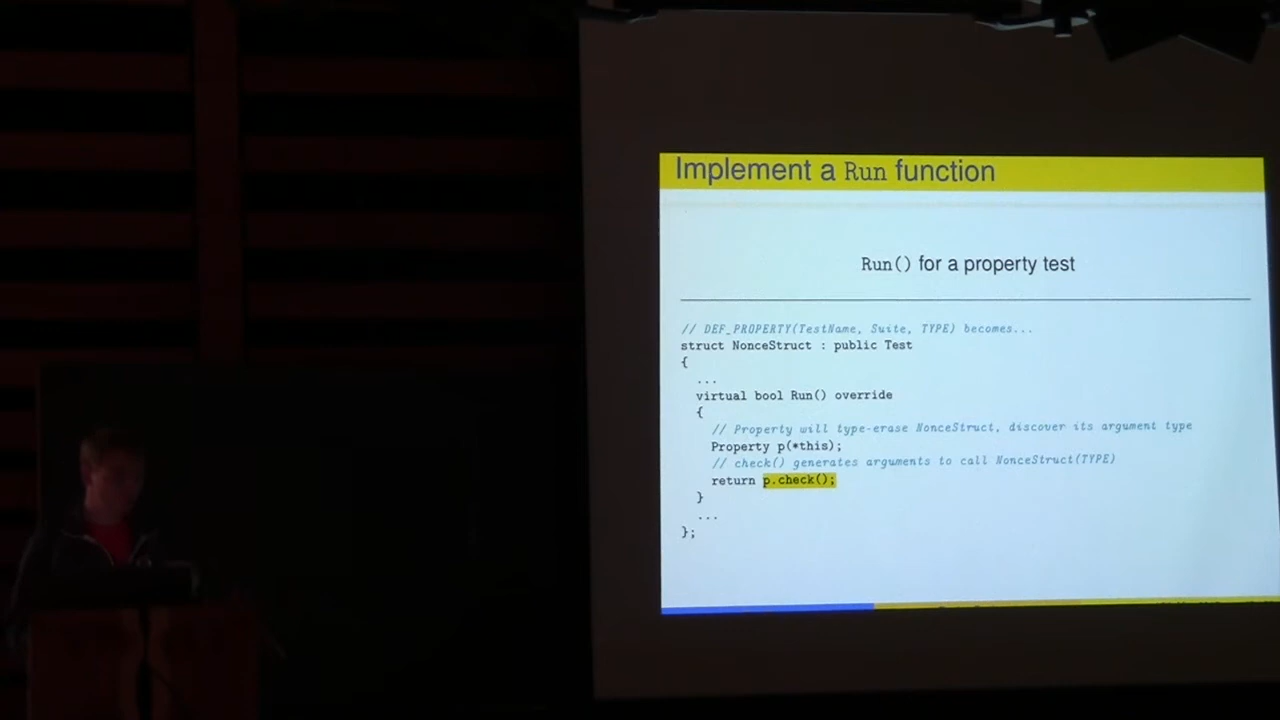 Implement a Run function
Run() for a property test
// DEF_PROPERTY(TestName, Suite, TYPE) becomes...
struct NonceStruct : public Test
{
...
virtual bool Run() override
{
// Property will type-erase NonceStruct, discover its argument type
Property p(*this);
// check() generates arguments to call NonceStruct(TYPE)
return p.check();
}
...
};